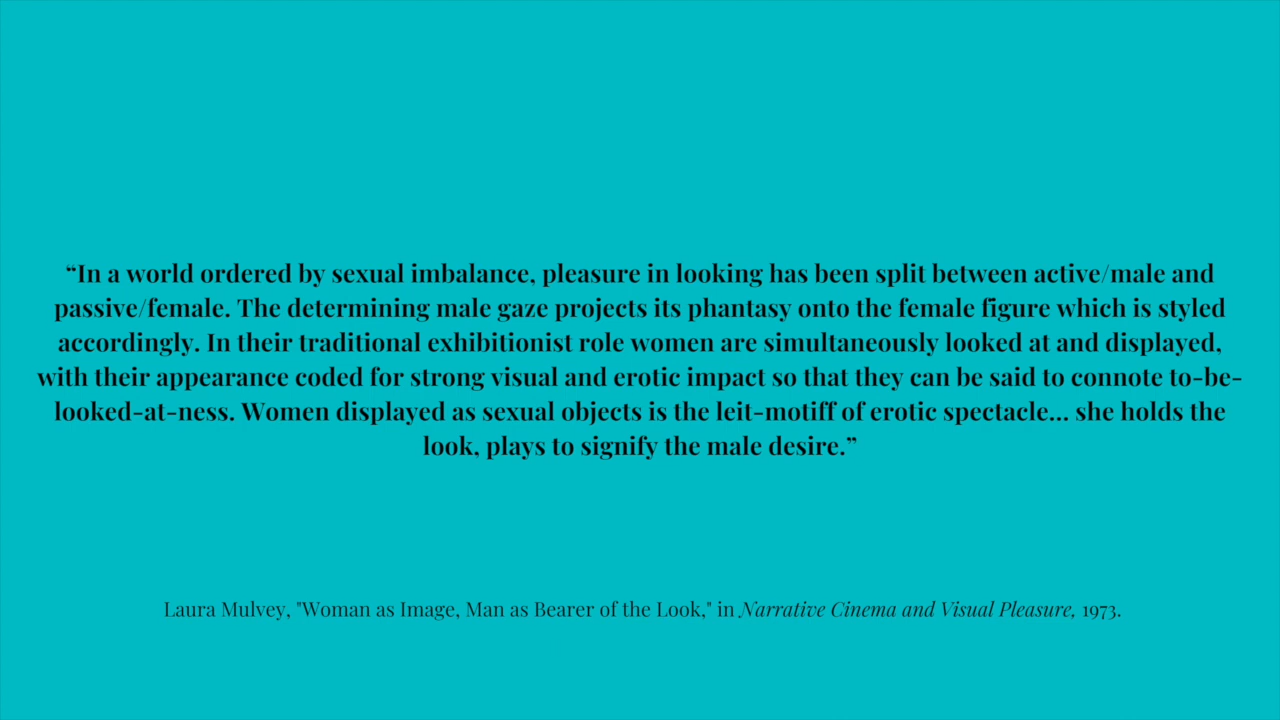 “In a world ordered by sexual imbalance, pleasure in looking has been split between active/male and
passive/female. The determining male gaze projects its phantasy onto the female figure which is styled
accordingly. In their traditional exhibitionist role women are simultaneously looked at and displayed,
with their appearance coded for strong visual and erotic impact so that they can be said to connote to-be-
looked-at-ness. Women displayed as sexual objects is the leit-motiff of erotic spectacle... she holds the
look, plays to signify the male desire.”
Laura Mulvey, "Woman as Image, Man as Bearer of the Look," in Narrative Cinema and Visual Pleasure, 1973.